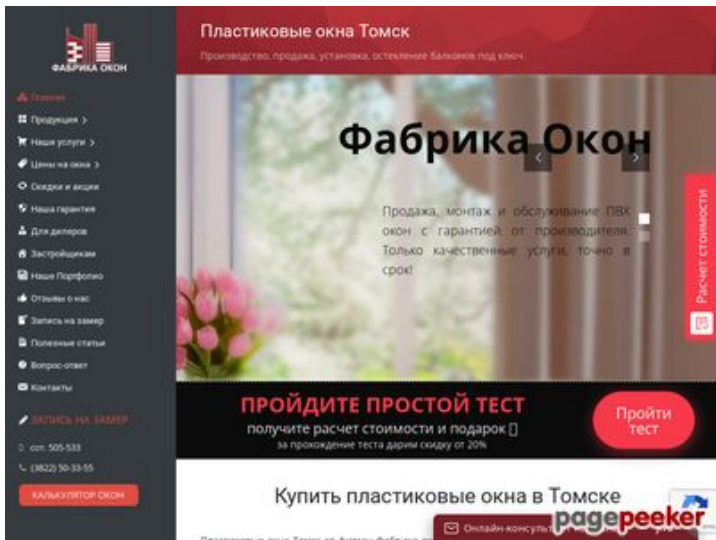 ФАБРИКА ОКОН
Главная
Продукция
Наши услуги
Цены на окна
Скидки и акции
Наша гарантия
Для дилеров
Застройщикам
Наше Портфолио
Отзывы о нас
Запись на замер
Полезные статьи
Вопрос-ответ
Контакты
ЗАПИСЬ НА ЗАМЕР
сот. 505-533
(3822) 50-33-55
КАЛЬКУЛЯТОР ОКОН
Пластиковые окна Томск
Производство, продажа, установка, остекление балконов под ключ.
Фабрика Окон
Продажа, монтаж и обслуживание ПВХ
окон с гарантией от производителя.
Только качественные услуги, точно в
срок!
Расчет стоимости
ПРОЙДИТЕ ПРОСТОЙ ТЕСТ
получите расчет стоимости и подарок
за прохождение теста дарим скидку от 20%
Пройти
тест
Купить пластиковые окна в Томске
pagepeeker